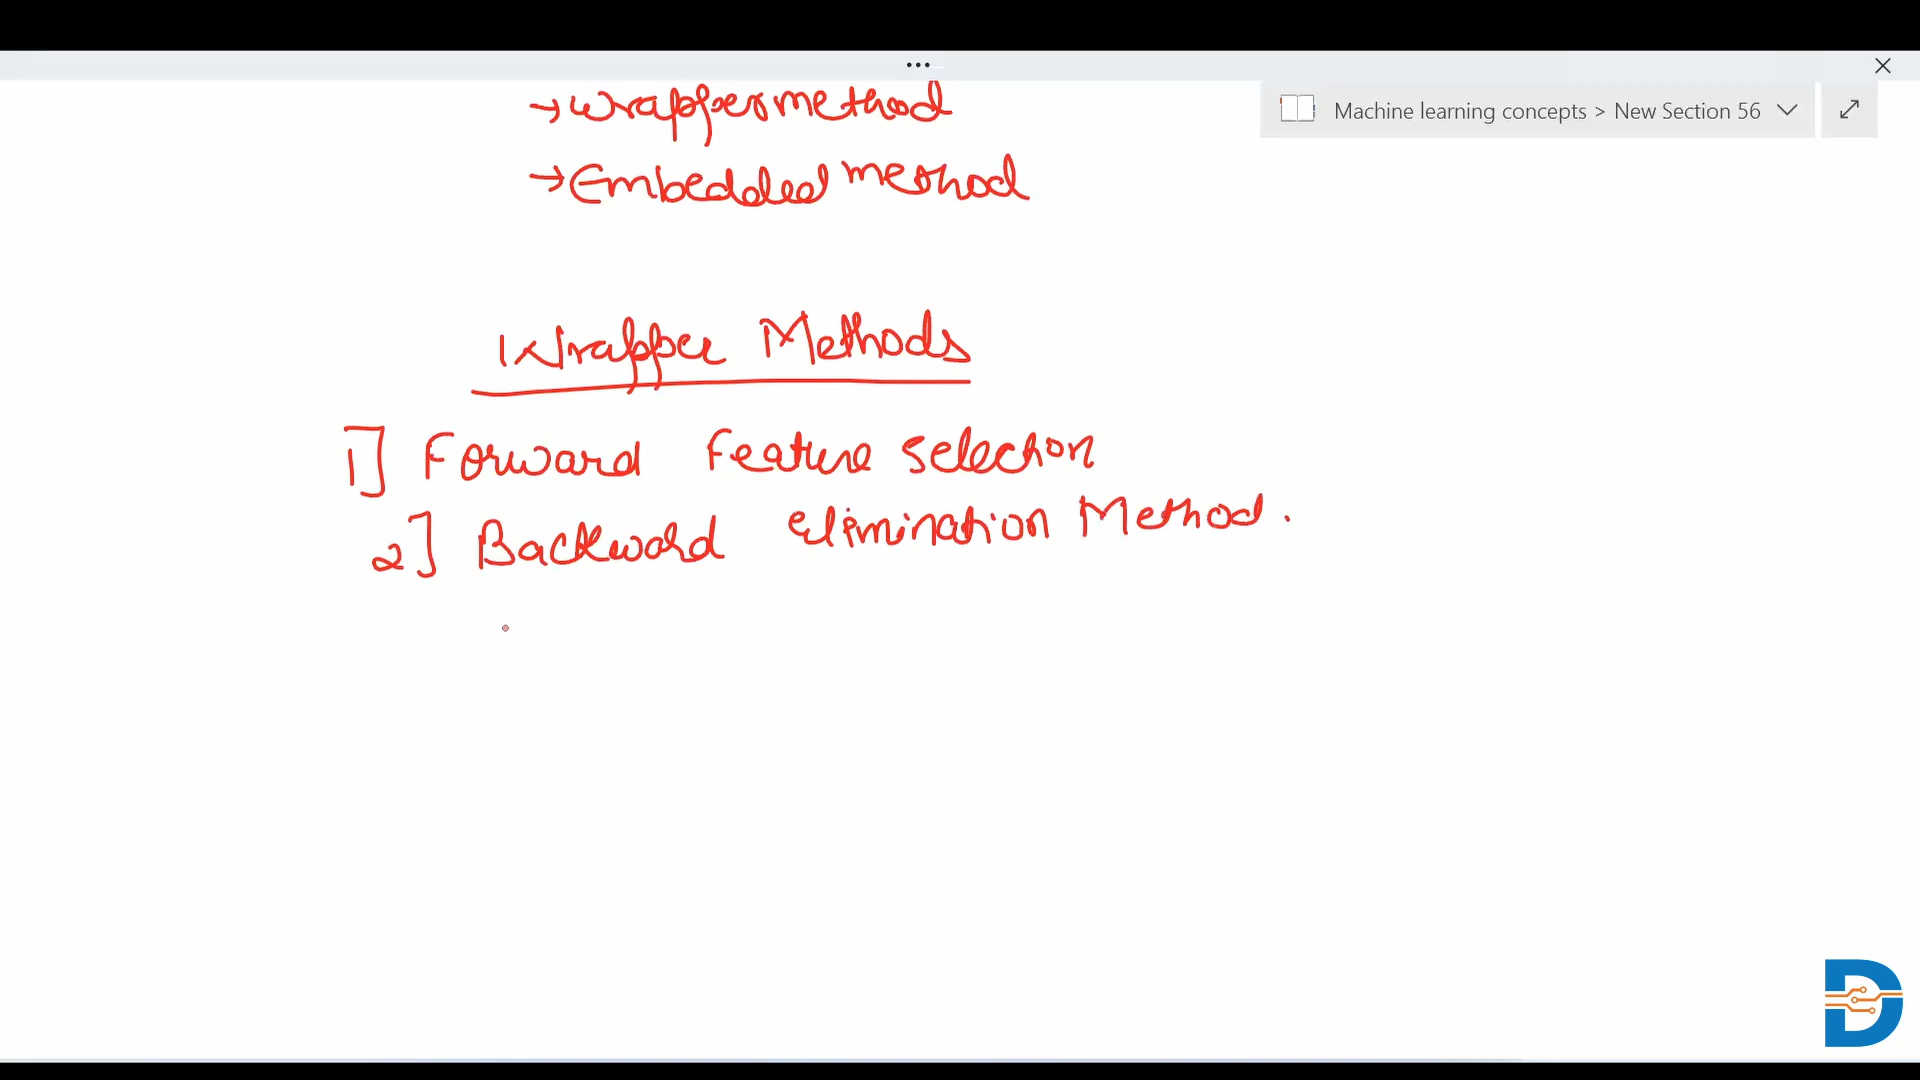 ...
Machine learning concepts > New Section 56
→ wrapper method
→ Embedded method
Wrapper Methods
1] Forward Feature Selection
2] Backward Elimination Method.